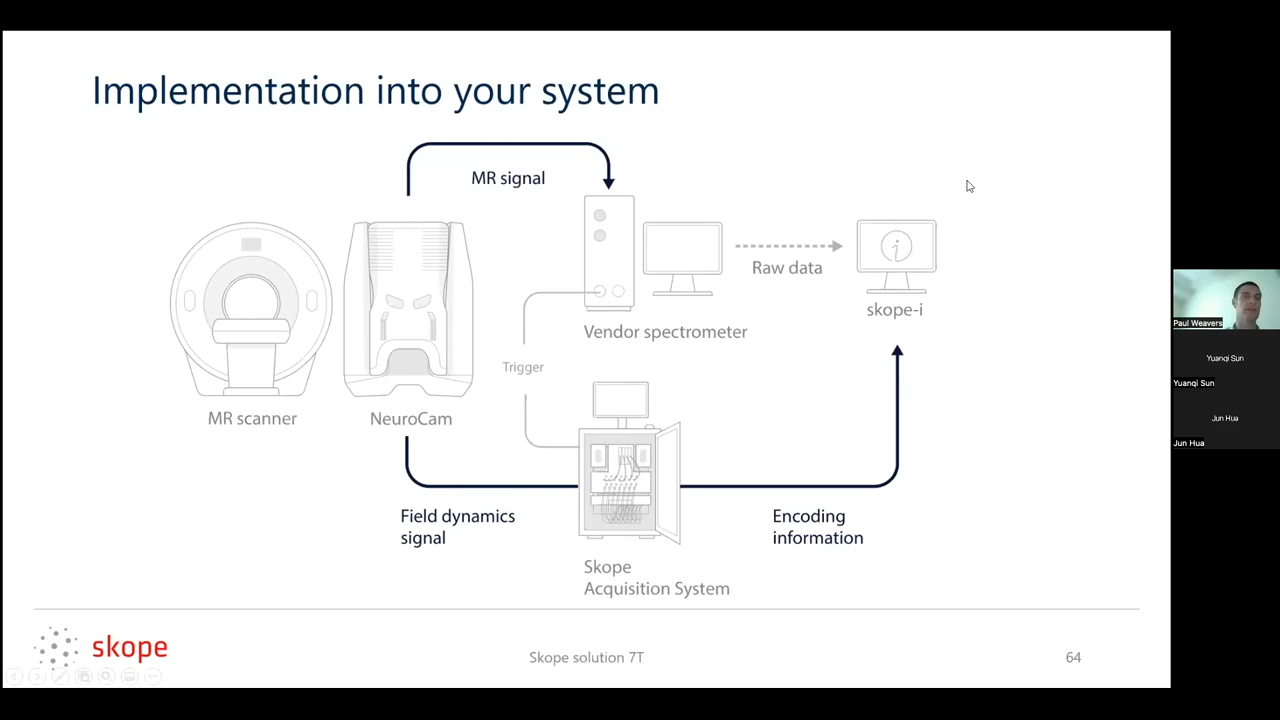 Implementation into your system
MR signal
Raw data
i
skope-i
Vendor spectrometer
Trigger
MR scanner
NeuroCam
Field dynamics
signal
Encoding
information
Skope
Acquisition System
skope
Skope solution 7T
64
Paul Weavers
Yuanqi Sun
Yuanqi Sun
Jun Hua
Jun Hua